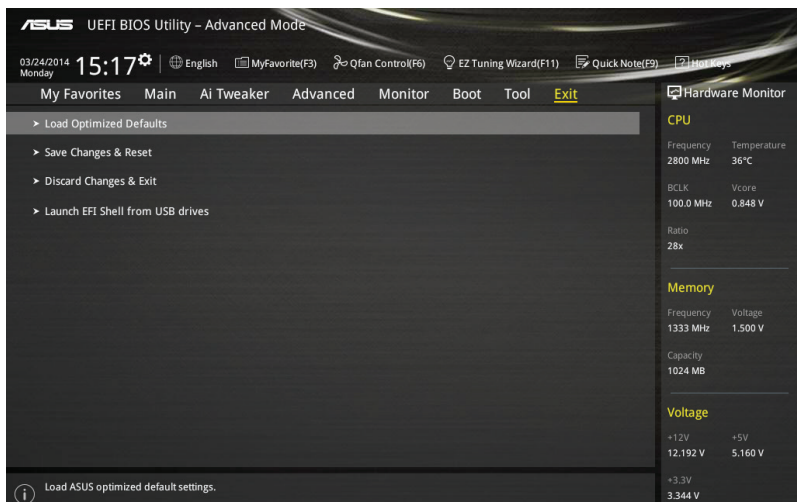 ASUS UEFI BIOS Utility – Advanced Mode
03/24/2014
Monday
15:17
English
MyFavorite(F3)
Qfan Control(F6)
EZ Tuning Wizard(F11)
Quick Note(F9)
Hot Keys
My Favorites Main Ai Tweaker Advanced Monitor Boot Tool Exit
Load Optimized Defaults
Save Changes & Reset
Discard Changes & Exit
Launch EFI Shell from USB drives
Load ASUS optimized default settings.
Hardware Monitor
CPU
Frequency Temperature
2800 MHz 36°C
BCLK Vcore
100.0 MHz 0.848 V
Ratio
28x
Memory
Frequency Voltage
1333 MHz 1.500 V
Capacity
1024 MB
Voltage
+12V +5V
12.192 V 5.160 V
+3.3V
3.344 V